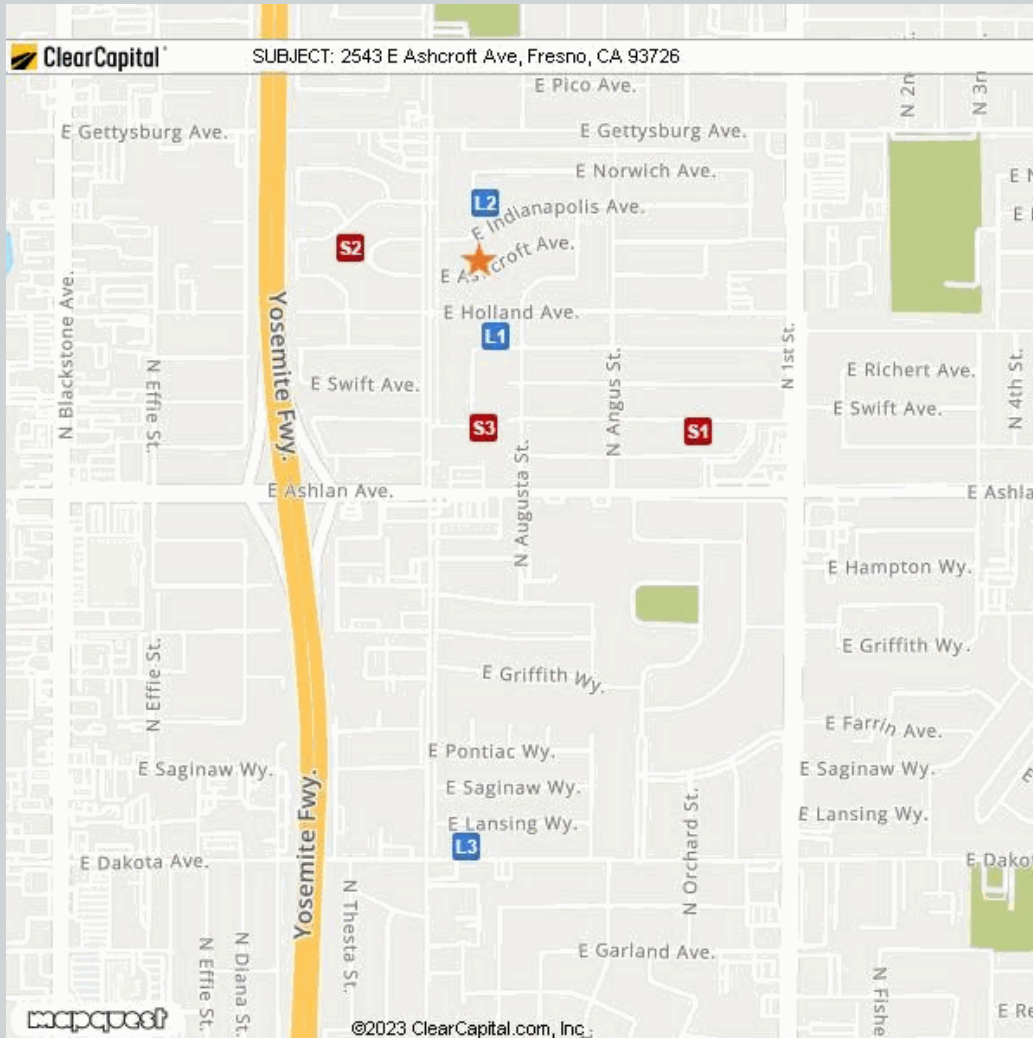 ClearCapital
SUBJECT: 2543 E Ashcroft Ave, Fresno, CA 93726
E Pico Ave.
N 2n
N 3n
E Gettysburg Ave.
E Gettysburg Ave.
E Norwich Ave.
E N
L2
E Indianapolis Ave.
E
S2
E Ashcroft Ave.
N Blackstone Ave.
Yosemite Fwy.
E Holland Ave.
L1
N 1st St.
N Effie St.
E Swift Ave.
N Angus St.
E Richert Ave.
N 4th St.
E Swift Ave.
S3
S1
N Augusta St.
E Ashlan Ave.
E Ashla
E Hampton Wy.
N Effie St.
E Griffith Wy.
E Griffith Wy.
E Farrin Ave.
E Pontiac Wy.
E Saginaw Wy.
E Saginaw Wy.
E
Yosemite Fwy.
E Saginaw Wy.
N Orchard St.
E Lansing Wy.
E Lansing Wy.
L3
E Dakota Ave.
E Dakot
N Thesta St.
N Effie St.
N Diana St.
E Garland Ave.
N Fishe
E Re
mapquest
©2023 ClearCapital.com, Inc.